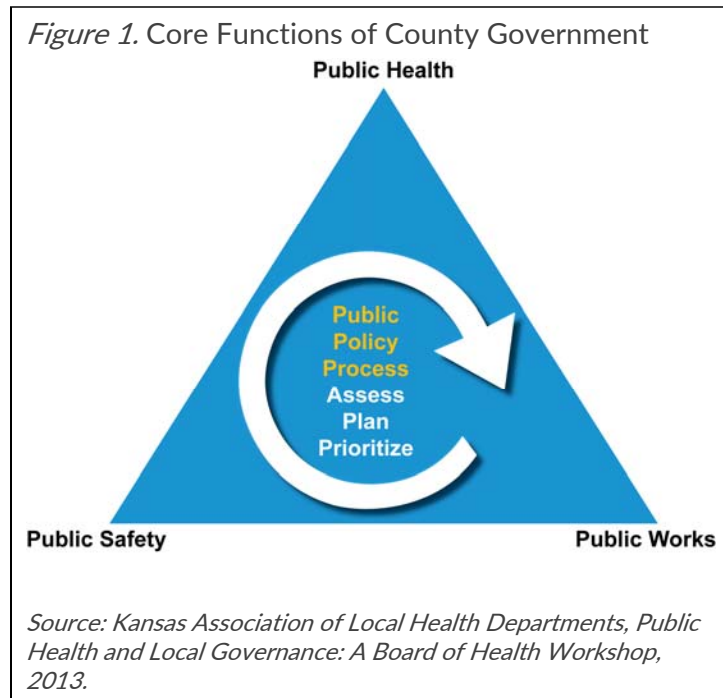 Figure 1. Core Functions of County Government
Public Health
Public
Policy
Process
Assess
Plan
Prioritize
Public Safety
Public Works
Source: Kansas Association of Local Health Departments, Public
Health and Local Governance: A Board of Health Workshop,
2013.